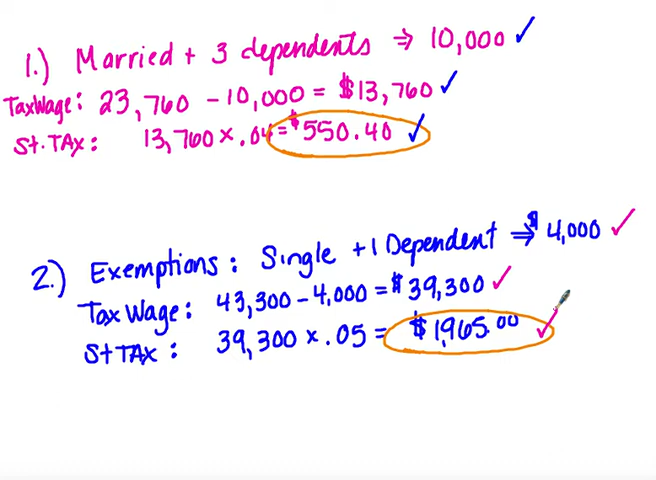 1.) Married + 3 dependents ⇒ 10,000 ✓
Tax Wage: 23,760 - 10,000 = $13,760 ✓
St. TAX: 13,760 x .04 = $550.40 ✓
2.) Exemptions: Single + 1 Dependent ⇒ $4,000 ✓
Tax Wage: 43,300 - 4,000 = $39,300 ✓
St TAX: 39,300 x .05 = $1,965.00 ✓